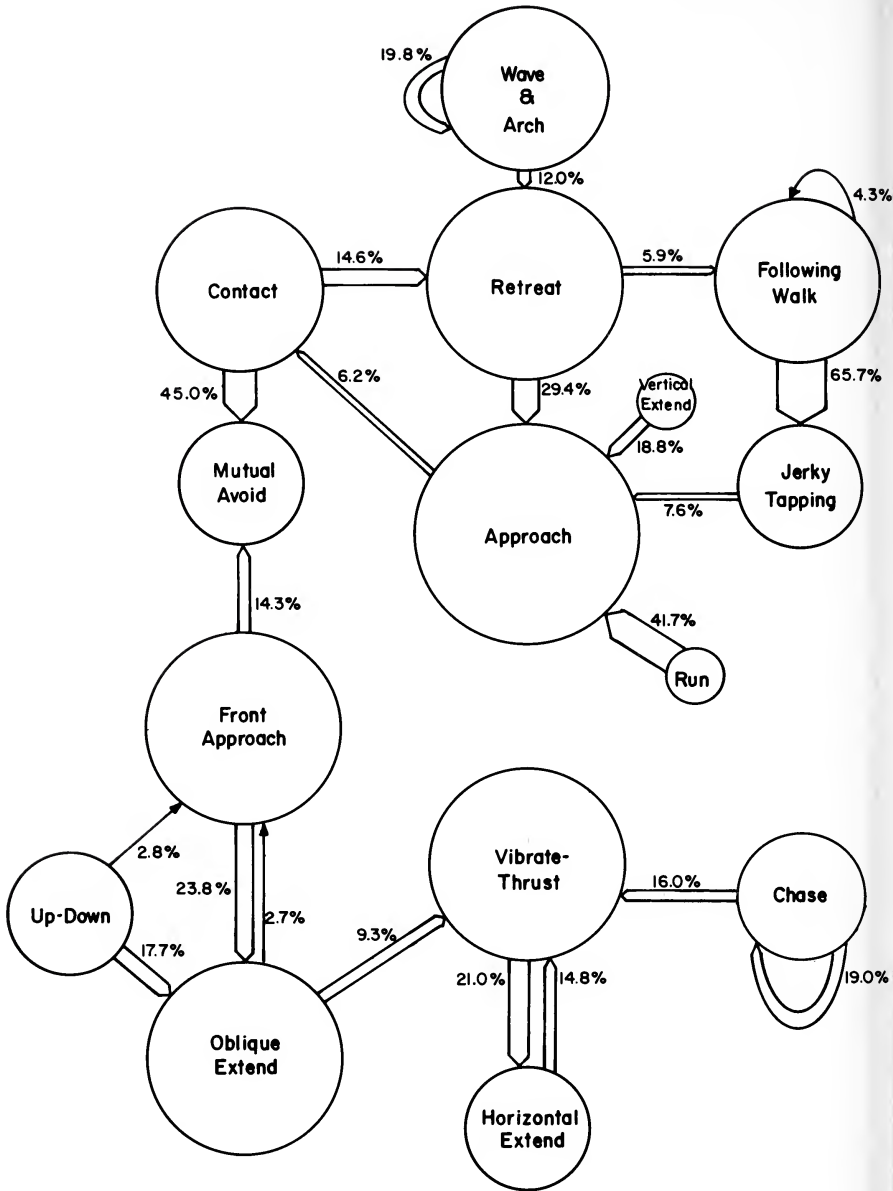 19.8%
Wave
&
Arch
12.0%
Contact
14.6%
Retreat
5.9%
Following
Walk
4.3%
45.0%
6.2%
29.4%
Vertical
Extend
18.8%
65.7%
Mutual
Avoid
Approach
7.6%
Jerky
Tapping
14.3%
41.7%
Run
Front
Approach
2.8%
Up-Down
17.7%
23.8%
2.7%
9.3%
Vibrate-
Thrust
16.0%
Chase
19.0%
21.0%
14.8%
Oblique
Extend
Horizontal
Extend